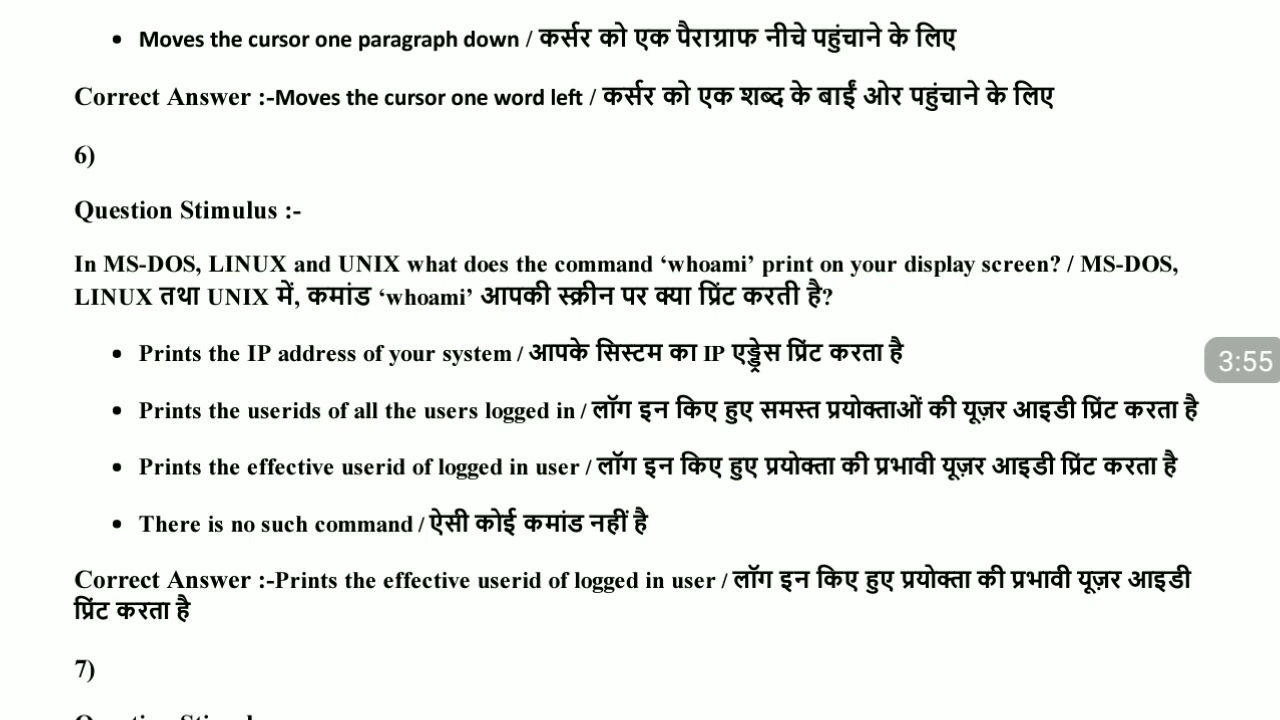 • Moves the cursor one paragraph down / कर्सर को एक पैराग्राफ नीचे पहुंचाने के लिए
Correct Answer :-Moves the cursor one word left / कर्सर को एक शब्द के बाईं ओर पहुंचाने के लिए
6)
Question Stimulus :-
In MS-DOS, LINUX and UNIX what does the command ‘whoami’ print on your display screen? / MS-DOS,
LINUX तथा UNIX में, कमांड ‘whoami’ आपकी स्क्रीन पर क्या प्रिंट करती है?
• Prints the IP address of your system / आपके सिस्टम का IP एड्ड्रेस प्रिंट करता है
3:55
• Prints the userids of all the users logged in / लॉग इन किए हुए समस्त प्रयोक्ताओं की यूज़र आइडी प्रिंट करता है
• Prints the effective userid of logged in user / लॉग इन किए हुए प्रयोक्ता की प्रभावी यूज़र आइडी प्रिंट करता है
• There is no such command / ऐसी कोई कमांड नहीं है
Correct Answer :-Prints the effective userid of logged in user / लॉग इन किए हुए प्रयोक्ता की प्रभावी यूज़र आइडी
प्रिंट करता है
7)